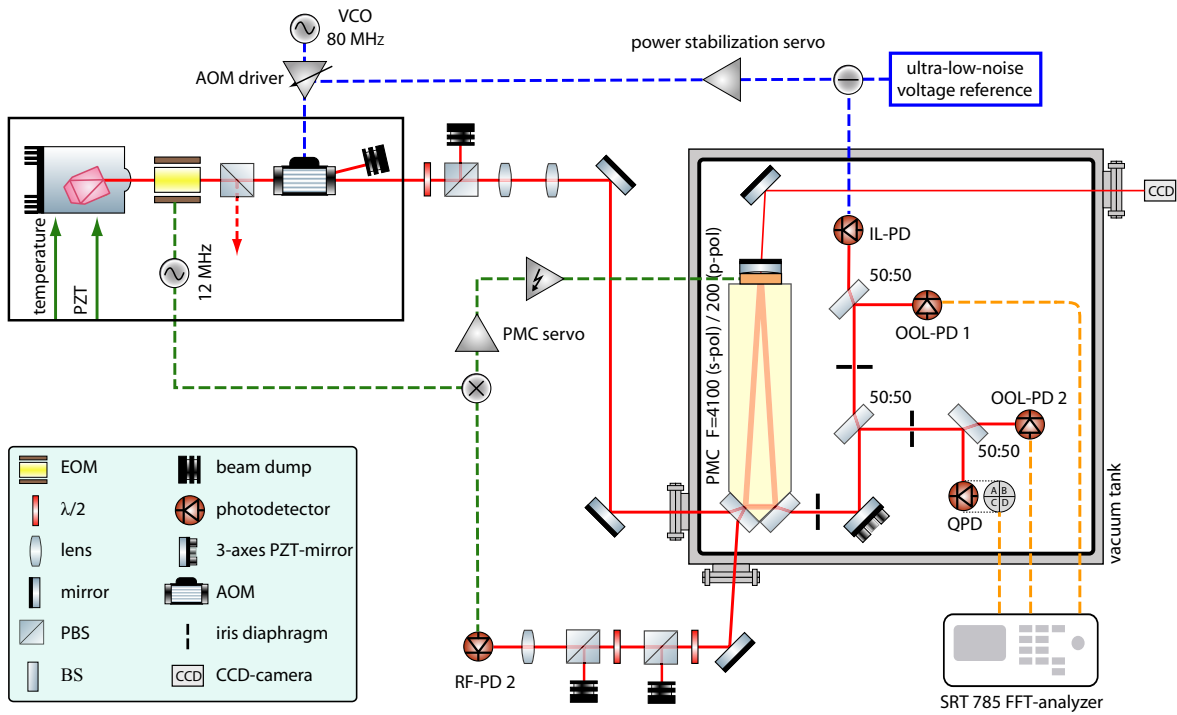 VCO
80 MHz
power stabilization servo
AOM driver
ultra-low-noise
voltage reference
CCD
temperature
PZT
12 MHz
IL-PD
50:50
OOL-PD 1
PMC F=4100 (s-pol) / 200 (p-pol)
PMC servo
50:50
OOL-PD 2
50:50
A B
C D
QPD
vacuum tank
EOM
beam dump
λ/2
photodetector
lens
3-axes PZT-mirror
mirror
AOM
PBS
iris diaphragm
BS
CCD
CCD-camera
RF-PD 2
SRT 785 FFT-analyzer